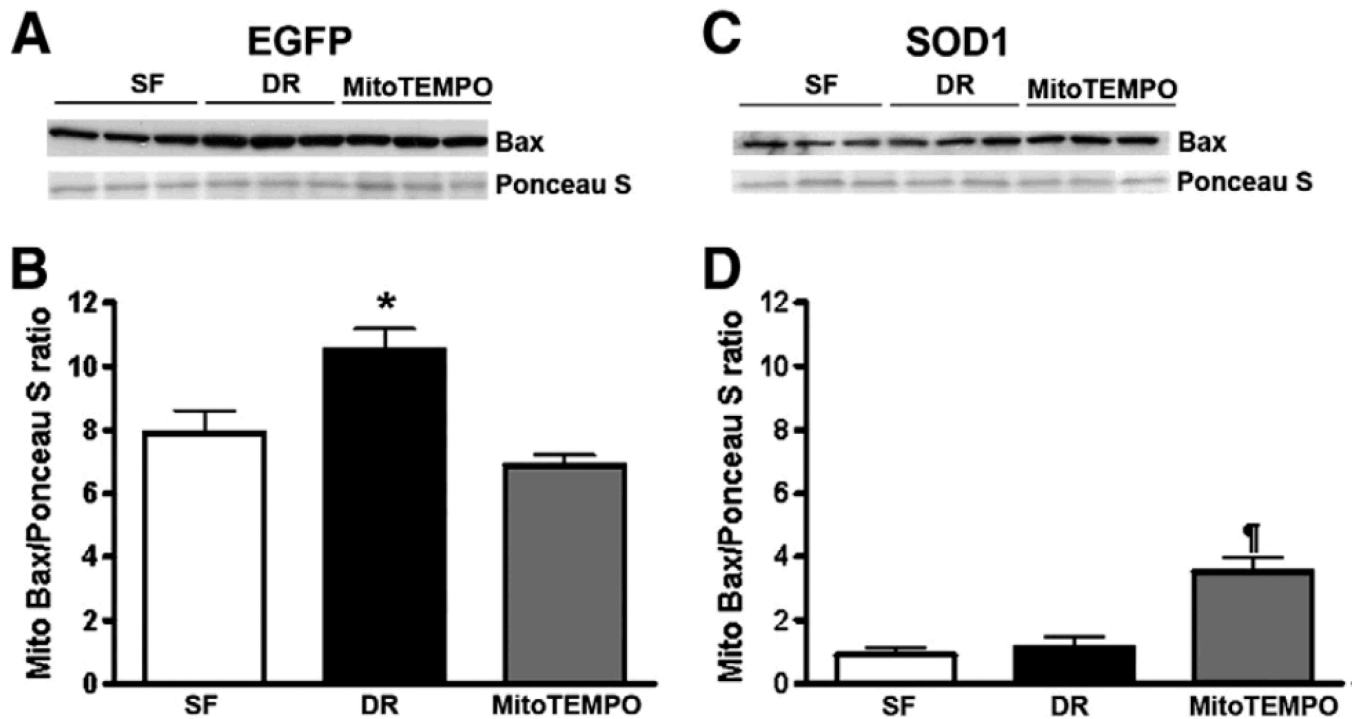 A
EGFP
SF DR MitoTEMPO
Bax
Ponceau S
C
SOD1
SF DR MitoTEMPO
Bax
Ponceau S
B
Mito Bax/Ponceau S ratio
12
*
10
8
6
4
2
0
SF DR MitoTEMPO
D
Mito Bax/Ponceau S ratio
12
10
8
6
4
¶
2
0
SF DR MitoTEMPO